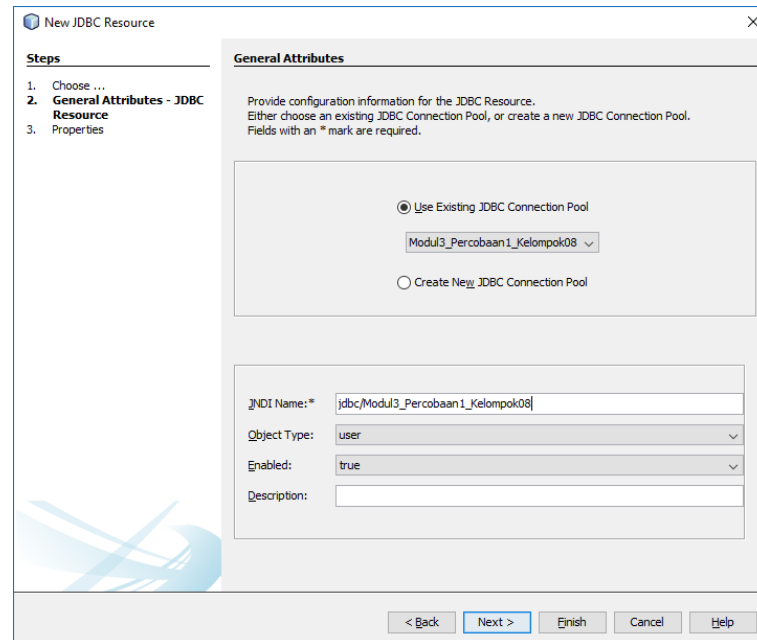 New JDBC Resource
Steps
1. Choose ...
2. General Attributes - JDBC
Resource
3. Properties
General Attributes
Provide configuration information for the JDBC Resource.
Either choose an existing JDBC Connection Pool, or create a new JDBC Connection Pool.
Fields with an * mark are required.
Use Existing JDBC Connection Pool
Modul3_Percobaan1_Kelompok08
Create New JDBC Connection Pool
JNDI Name:* jdbc/Modul3_Percobaan1_Kelompok08
Object Type: user
Enabled: true
Description:
< Back Next > Finish Cancel Help